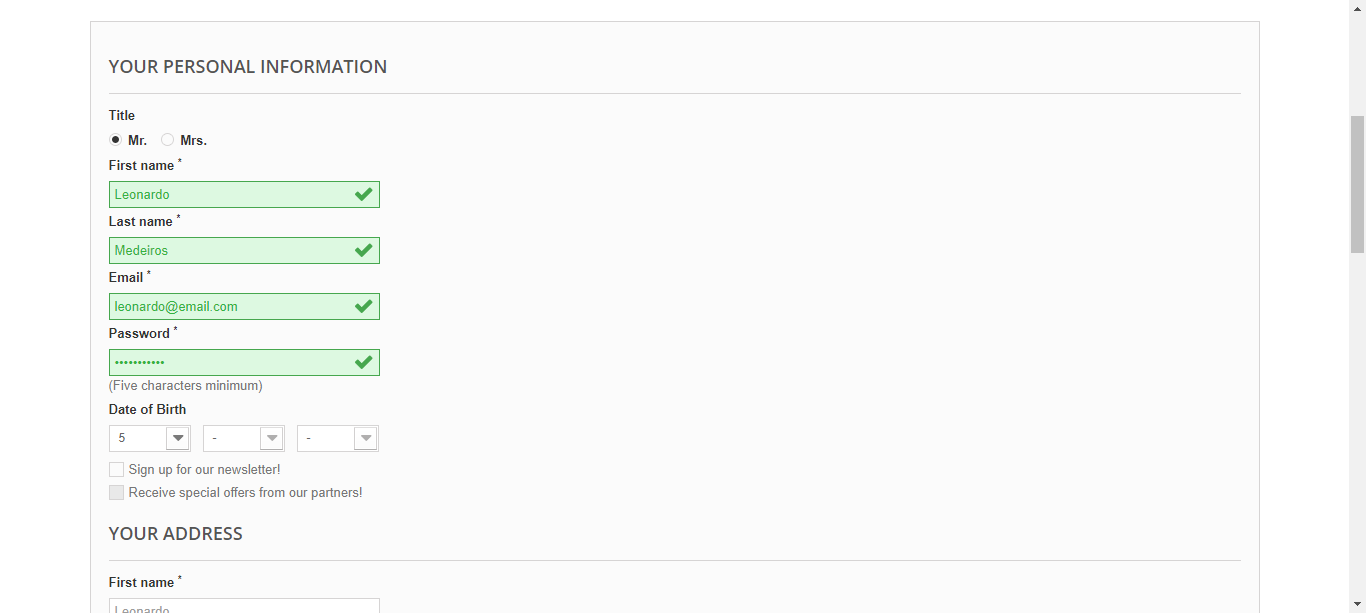 YOUR PERSONAL INFORMATION
Title
Mr. Mrs.
First name *
Leonardo
Last name *
Medeiros
Email *
leonardo@email.com
Password *
•••••••••••
(Five characters minimum)
Date of Birth
5 - -
Sign up for our newsletter!
Receive special offers from our partners!
YOUR ADDRESS
First name *
Leonardo